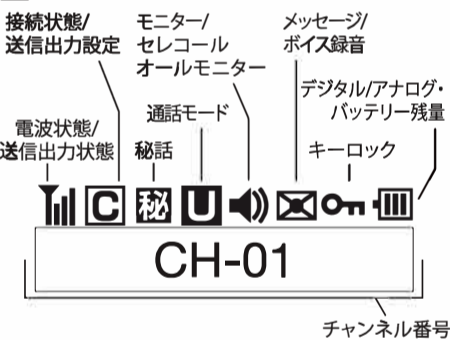 接続状態/
送信出力設定
モニター/
セレコール
オールモニター
メッセージ/
ボイス録音
デジタル/アナログ・
バッテリー残量
電波状態/
送信出力状態
通話モード
秘話
キーロック
C 秘 U
CH-01
チャンネル番号